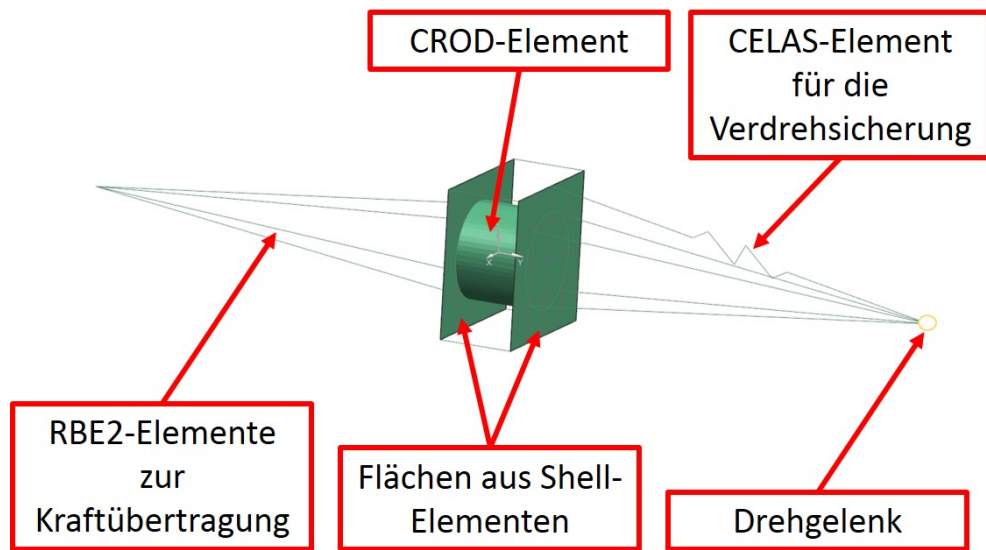 CROD-Element
CELAS-Element
für die
Verdrehsicherung
X
Y
RBE2-Elemente
zur
Kraftübertragung
Flächen aus Shell-
Elementen
Drehgelenk